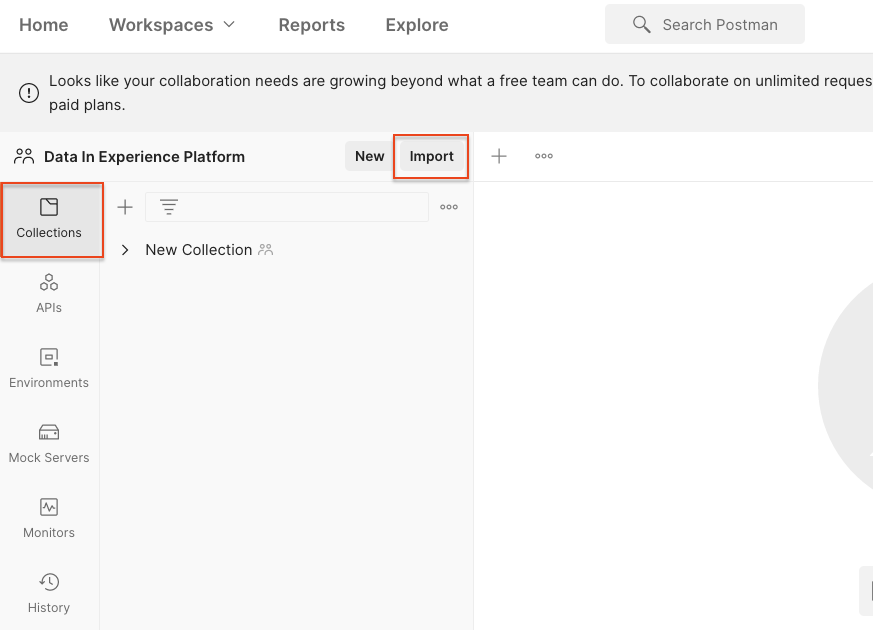 Home Workspaces Reports Explore Search Postman
Looks like your collaboration needs are growing beyond what a free team can do. To collaborate on unlimited reques
paid plans.
Data In Experience Platform New Import
Collections
New Collection
APIs
Environments
Mock Servers
Monitors
History